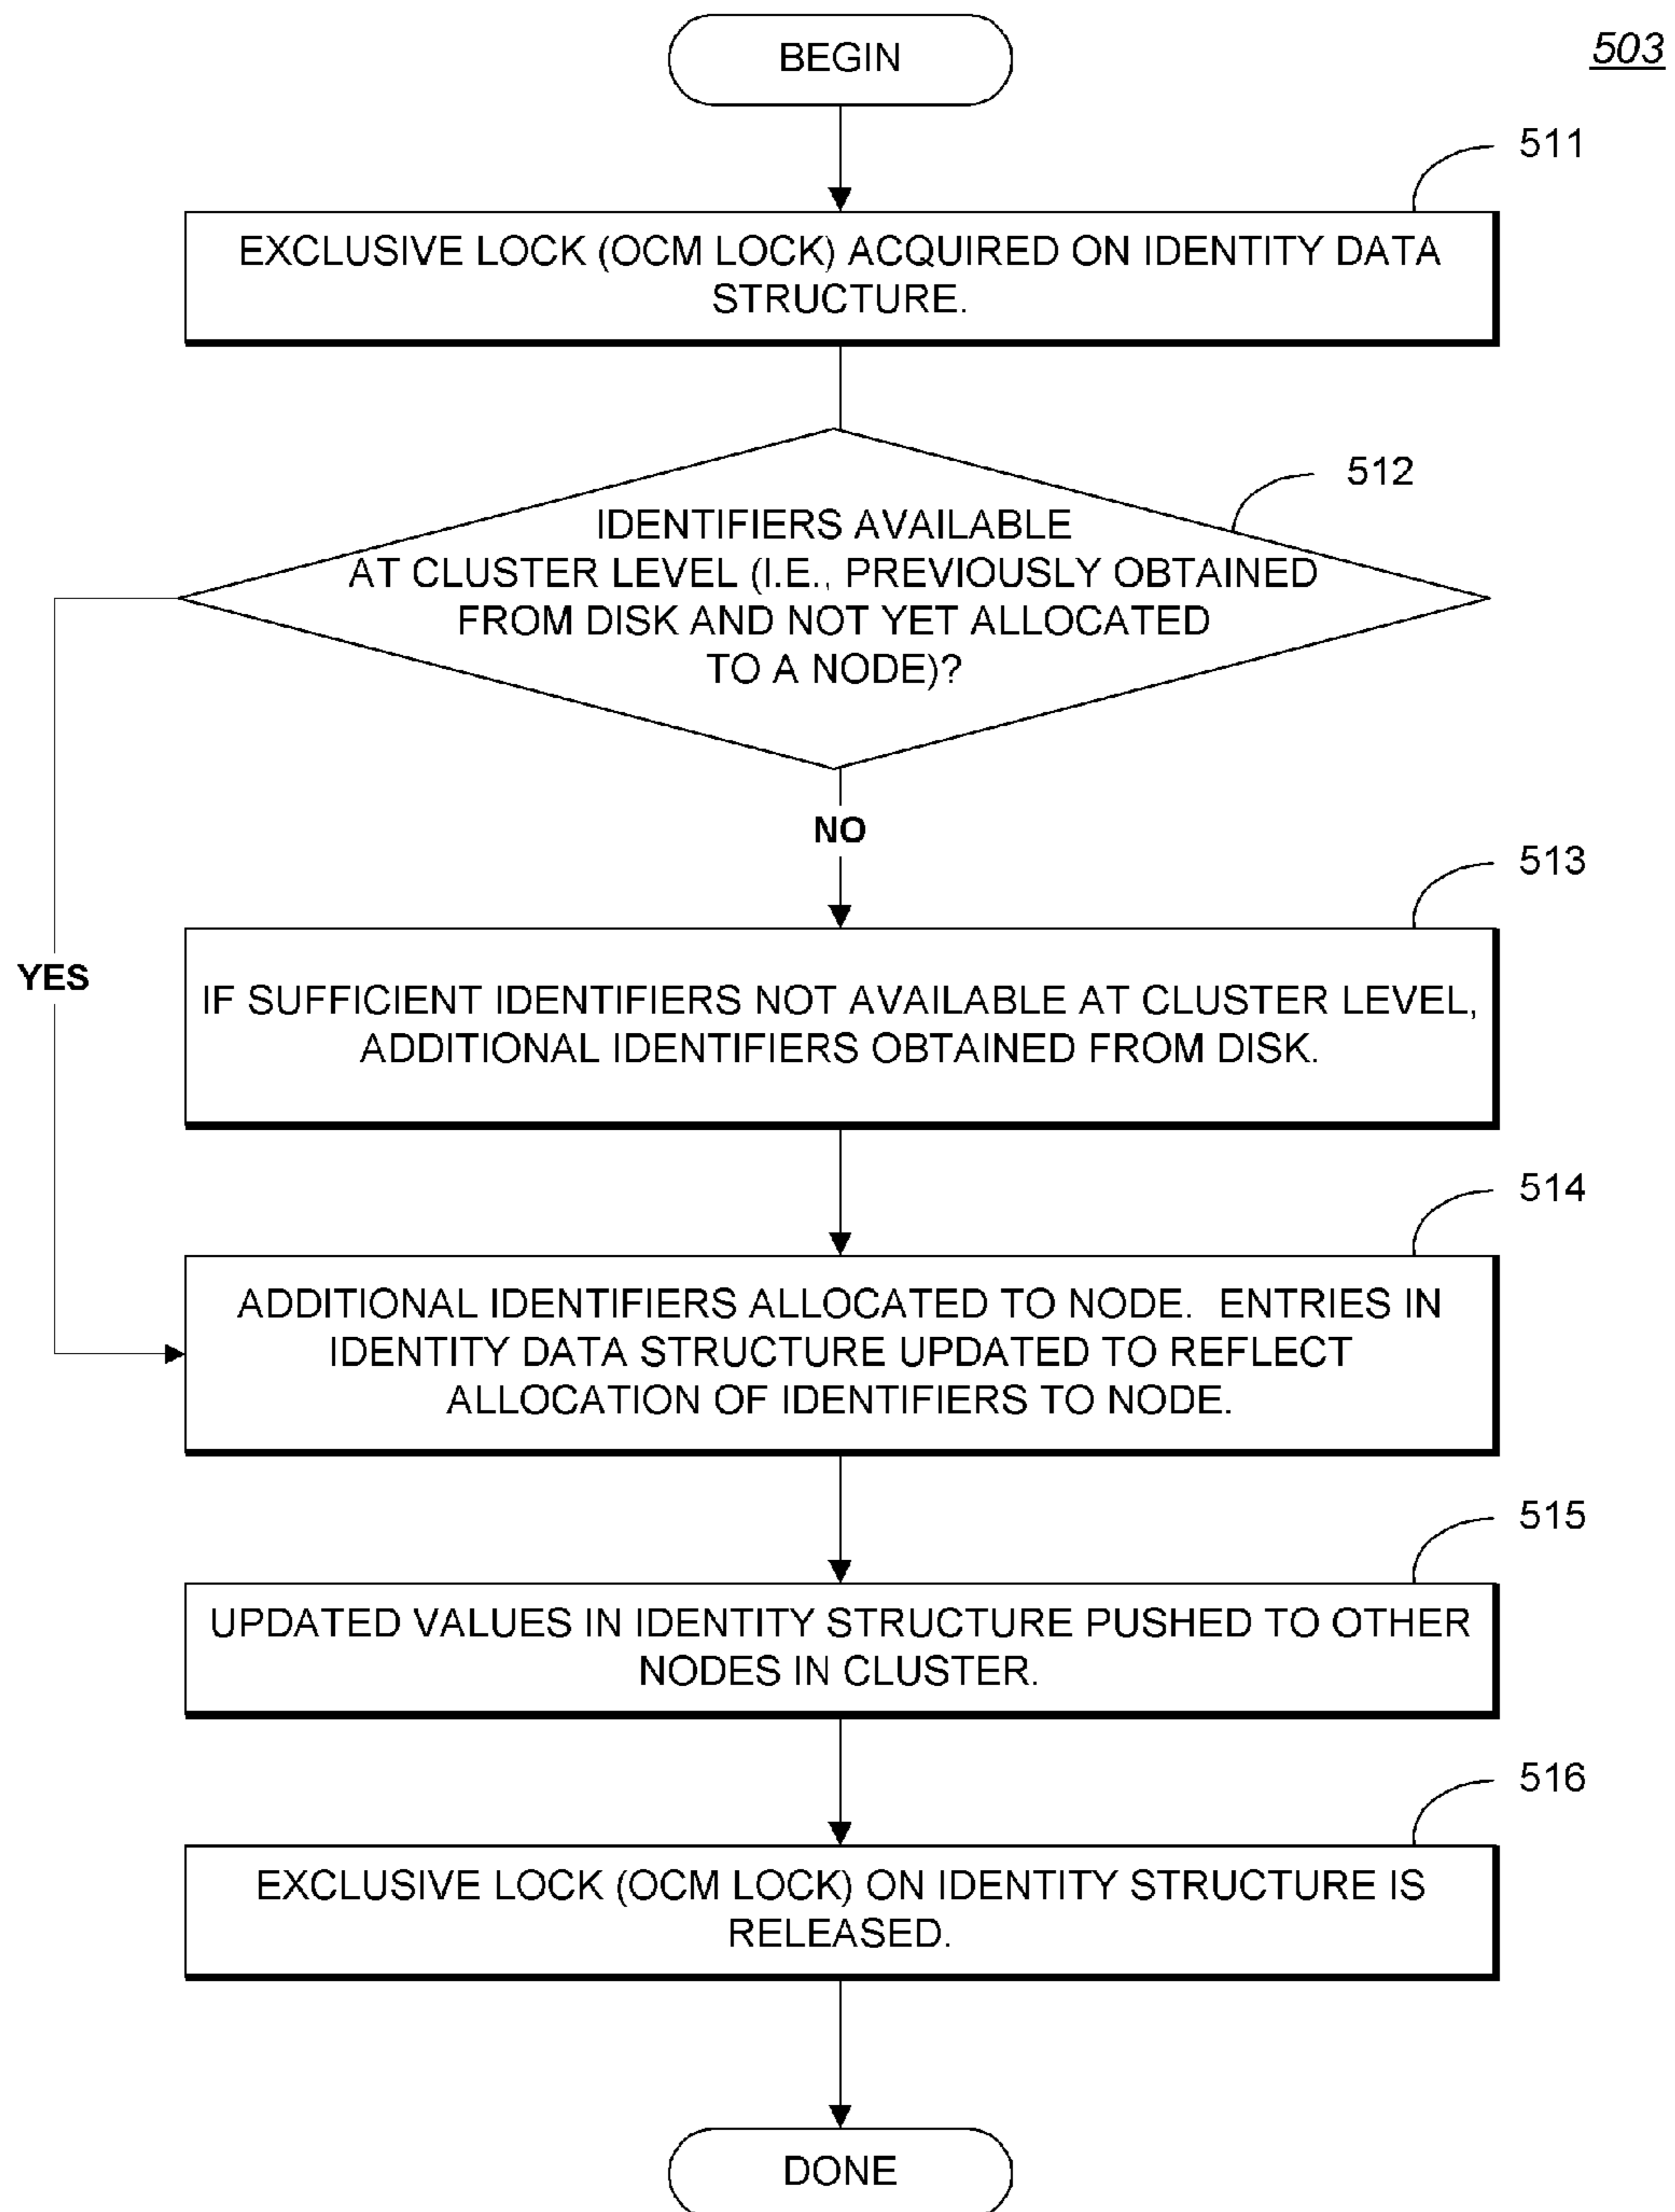 BEGIN
503
511
EXCLUSIVE LOCK (OCM LOCK) ACQUIRED ON IDENTITY DATA
STRUCTURE.
512
IDENTIFIERS AVAILABLE
AT CLUSTER LEVEL (I.E., PREVIOUSLY OBTAINED
FROM DISK AND NOT YET ALLOCATED
TO A NODE)?
NO
YES
513
IF SUFFICIENT IDENTIFIERS NOT AVAILABLE AT CLUSTER LEVEL,
ADDITIONAL IDENTIFIERS OBTAINED FROM DISK.
514
ADDITIONAL IDENTIFIERS ALLOCATED TO NODE.  ENTRIES IN
IDENTITY DATA STRUCTURE UPDATED TO REFLECT
ALLOCATION OF IDENTIFIERS TO NODE.
515
UPDATED VALUES IN IDENTITY STRUCTURE PUSHED TO OTHER
NODES IN CLUSTER.
516
EXCLUSIVE LOCK (OCM LOCK) ON IDENTITY STRUCTURE IS
RELEASED.
DONE